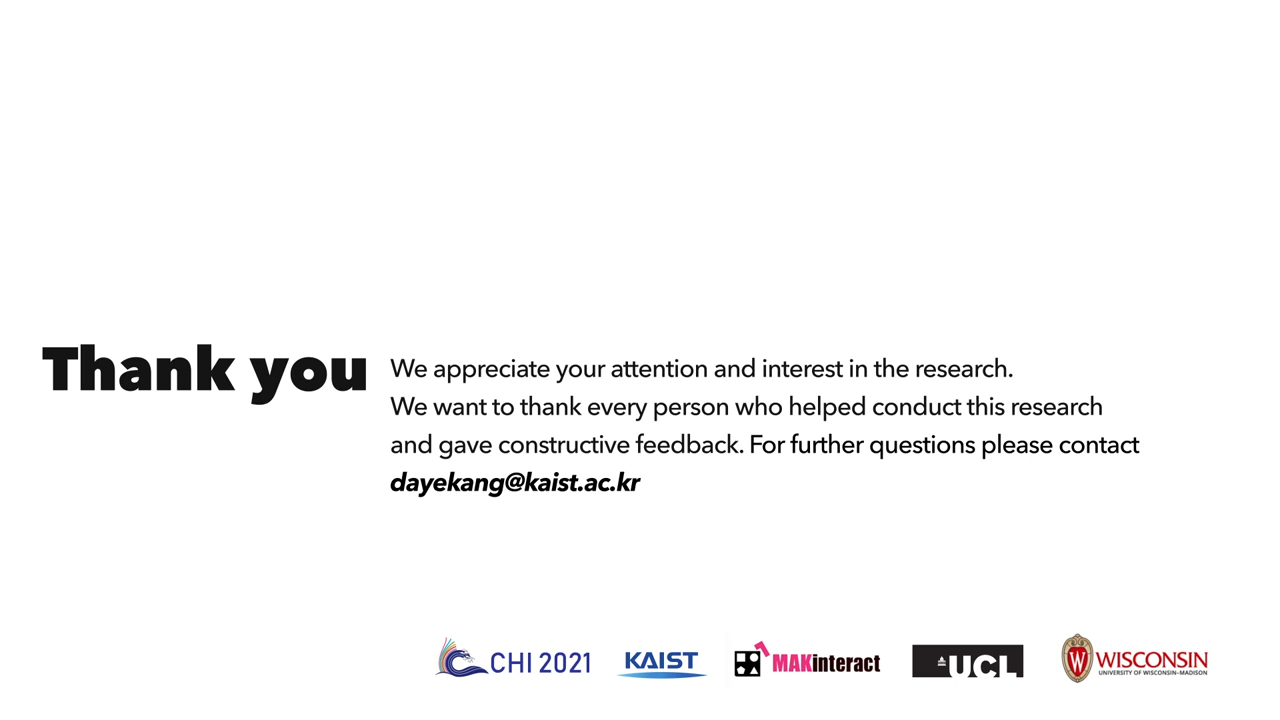 Thank you
We appreciate your attention and interest in the research.
We want to thank every person who helped conduct this research
and gave constructive feedback. For further questions please contact
dayekang@kaist.ac.kr
CHI 2021
KAIST
MAKinteract
UCL
WISCONSIN
UNIVERSITY OF WISCONSIN–MADISON